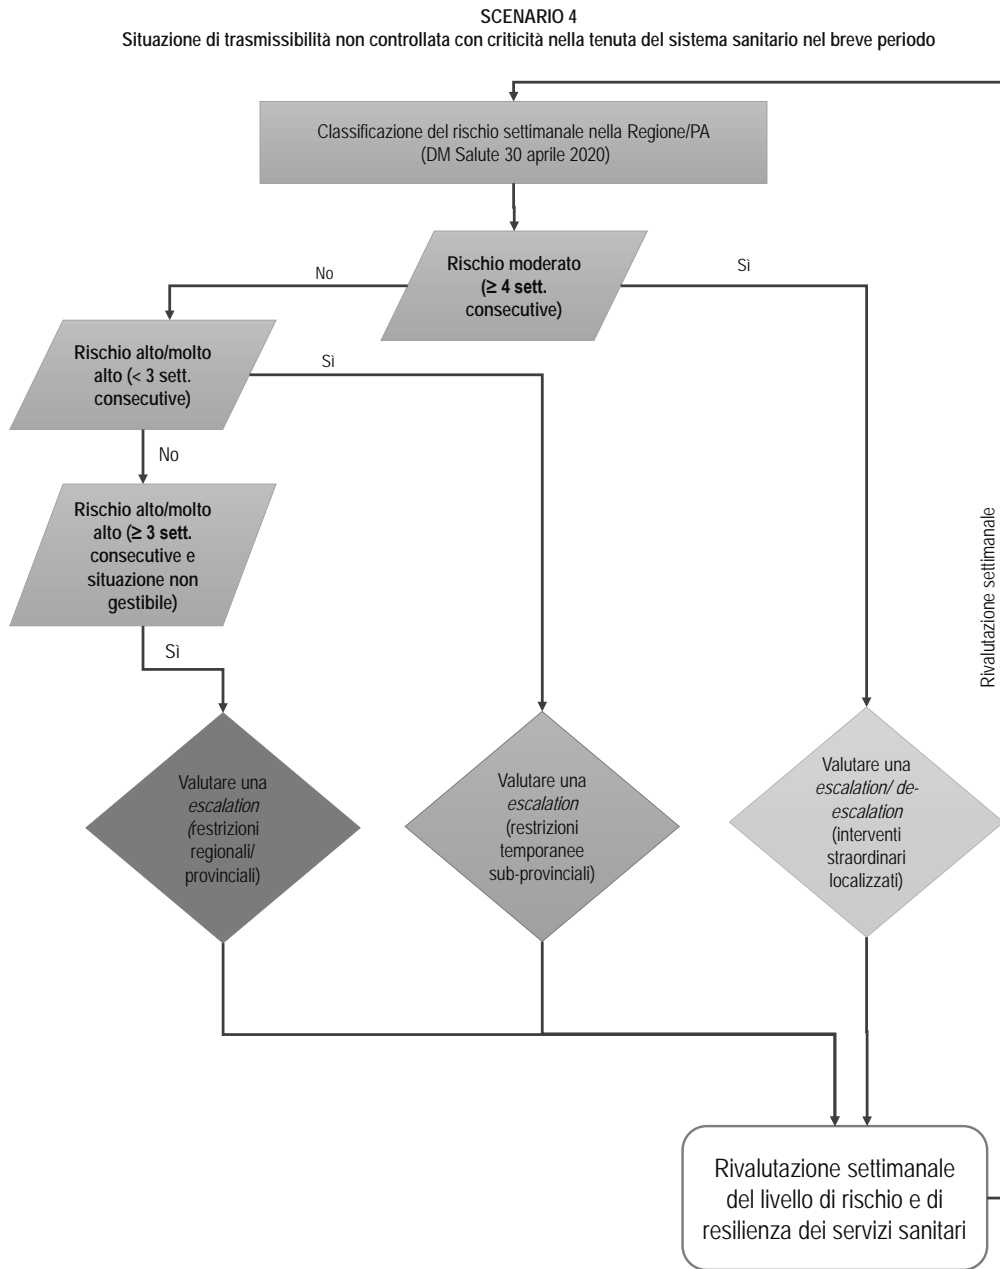 SCENARIO 4
Situazione di trasmissibilità non controllata con criticità nella tenuta del sistema sanitario nel breve periodo
Classificazione del rischio settimanale nella Regione/PA
(DM Salute 30 aprile 2020)
Rischio moderato
(≥ 4 sett.
consecutive)
No
Sì
Rischio alto/molto
alto (< 3 sett.
consecutive)
Sì
No
Rischio alto/molto
alto (≥ 3 sett.
consecutive e
situazione non
gestibile)
Sì
Rivalutazione settimanale
Valutare una
escalation
(restrizioni
regionali/
provinciali)
Valutare una
escalation
(restrizioni
temporanee
sub-provinciali)
Valutare una
escalation/ de-
escalation
(interventi
straordinari
localizzati)
Rivalutazione settimanale
del livello di rischio e di
resilienza dei servizi sanitari